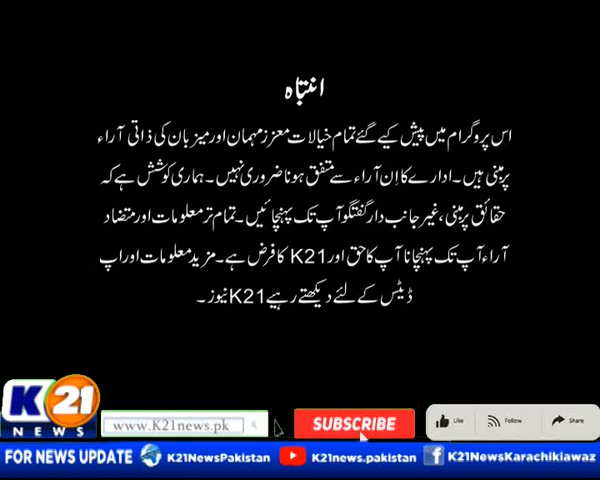 انتباہ
اس پروگرام میں پیش کیے گئے تمام خیالات معزز مہمان اور میزبان کی ذاتی آراء
پر مبنی ہیں۔ ادارے کا اِن آراء سے متفق ہونا ضروری نہیں۔ ہماری کوشش ہے کہ
حقائق پر مبنی، غیر جانب دار گفتگو آپ تک پہنچائیں۔ تمام تر معلومات اور متضاد
آراء آپ تک پہنچانا آپ کا حق اور K21 کا فرض ہے۔ مزید معلومات اور اپ
ڈیٹس کے لئے دیکھتے رہیے K21 نیوز۔
K21
NEWS
www.K21news.pk
SUBSCRIBE
Like
Follow
Share
FOR NEWS UPDATE K21NewsPakistan K21news.pakistan K21NewsKarachikiawaz